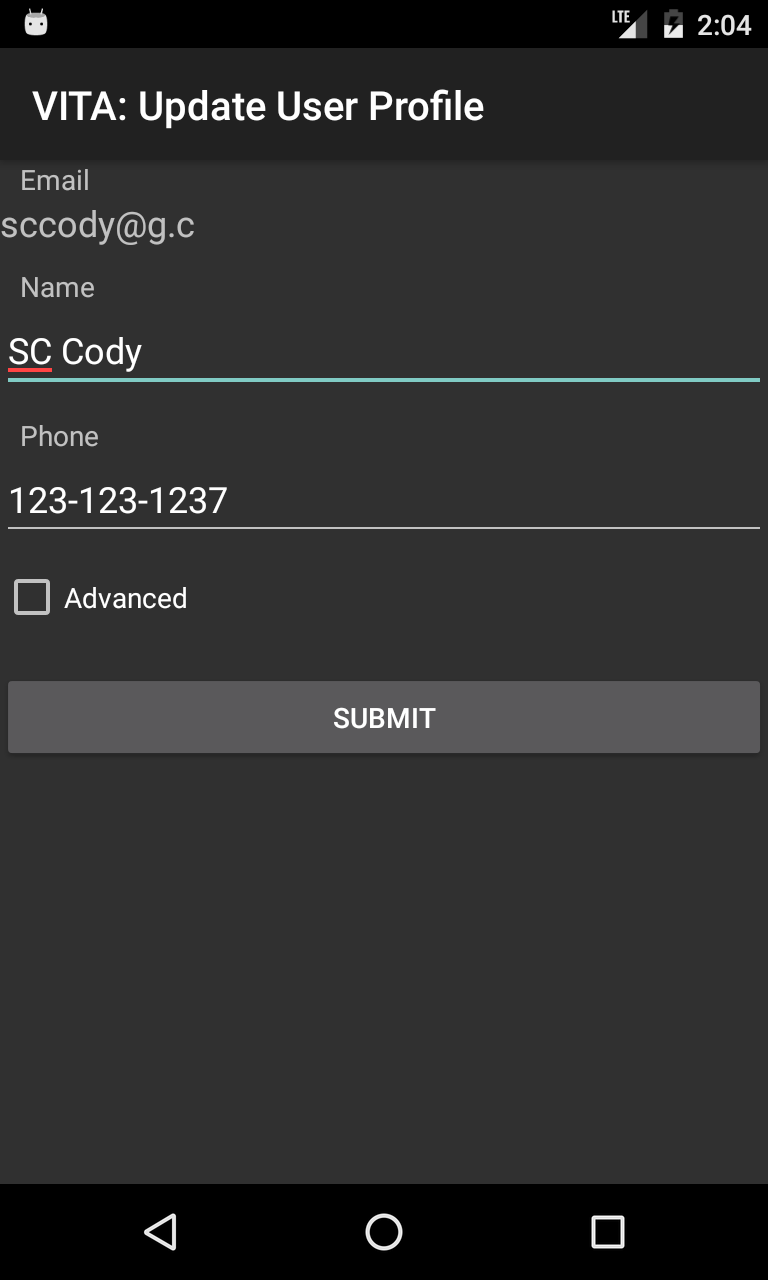 LTE 2:04
VITA: Update User Profile
Email
sccody@g.c
Name
SC Cody
Phone
123-123-1237
Advanced
SUBMIT